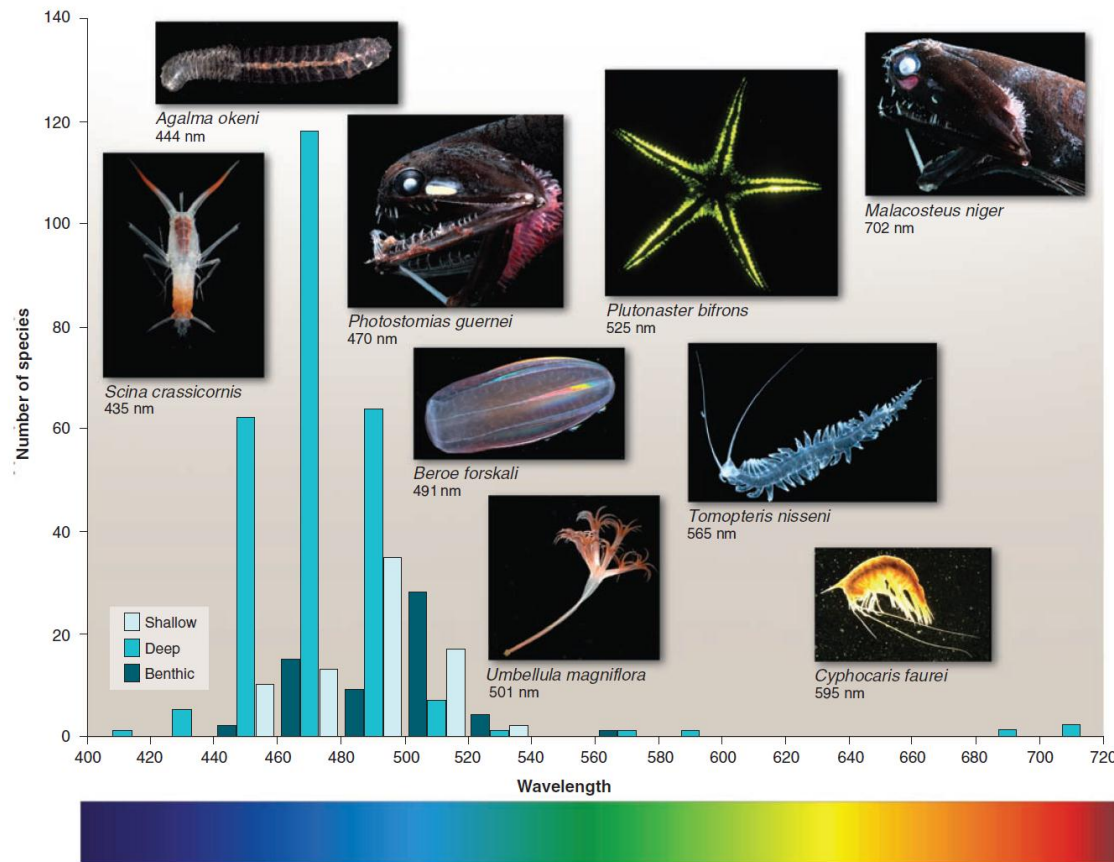 140
120
100
80
60
40
20
0
Number of species
Agalma okeni
444 nm
Scina crassicornis
435 nm
Photostomias guernei
470 nm
Plutonaster bifrons
525 nm
Malacosteus niger
702 nm
Beroe forskali
491 nm
Tomopteris nisseni
565 nm
Umbellula magniflora
501 nm
Cyphocaris faurei
595 nm
Shallow
Deep
Benthic
400 420 440 460 480 500 520 540 560 580 600 620 640 660 680 700 720
Wavelength